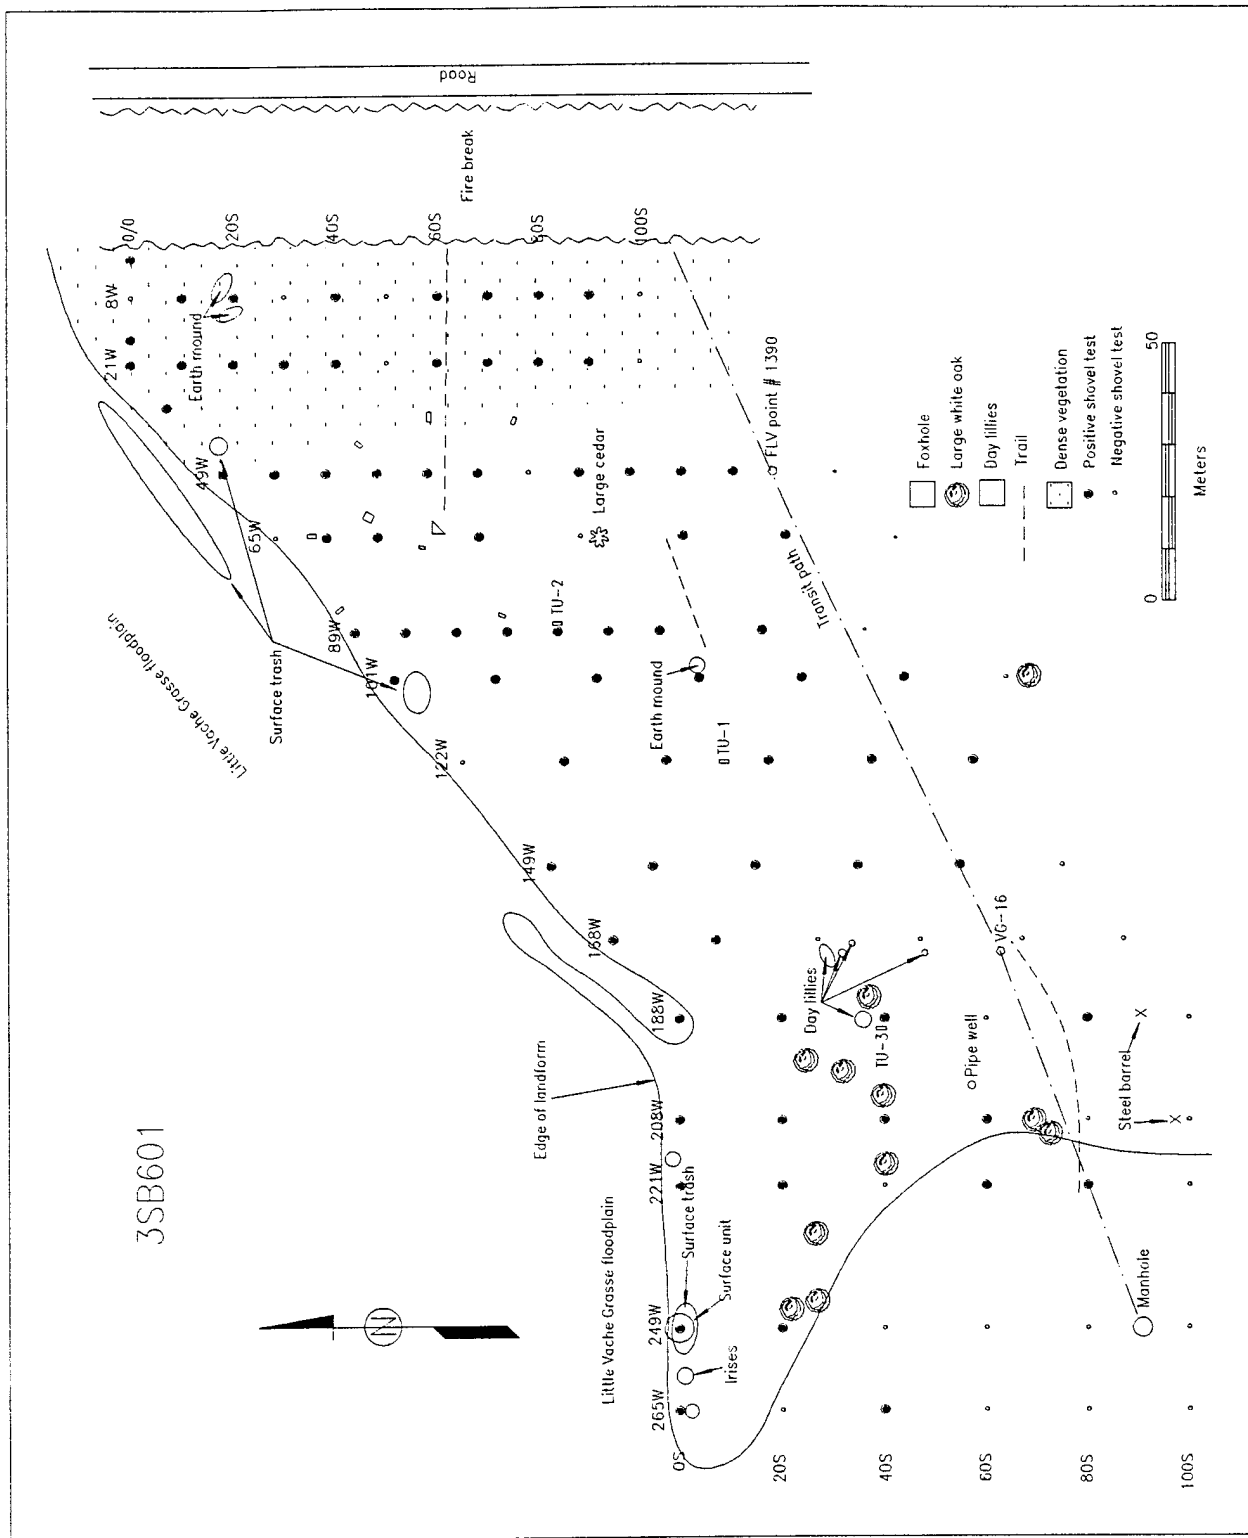 3SB601
N
Road
Fire break
0/0
20S
40S
60S
80S
100S
8W
21W
49W
65W
89W
101W
122W
149W
168W
188W
208W
221W
249W
265W
Earth mound
Little Vache Grasse floodplain
Surface trash
Large cedar
TU-2
FLV point # 1390
Transit path
Earth mound
TU-1
Edge of landform
Day lillies
VG-16
TU-3
Pipe well
Steel barrel
X
X
Little Vache Grasse floodplain
Surface trash
Surface unit
Irises
Manhole
0S
20S
40S
60S
80S
100S
Foxhole
Large white oak
Day lillies
Trail
Dense vegetation
Positive shovel test
Negative shovel test
0
50
Meters